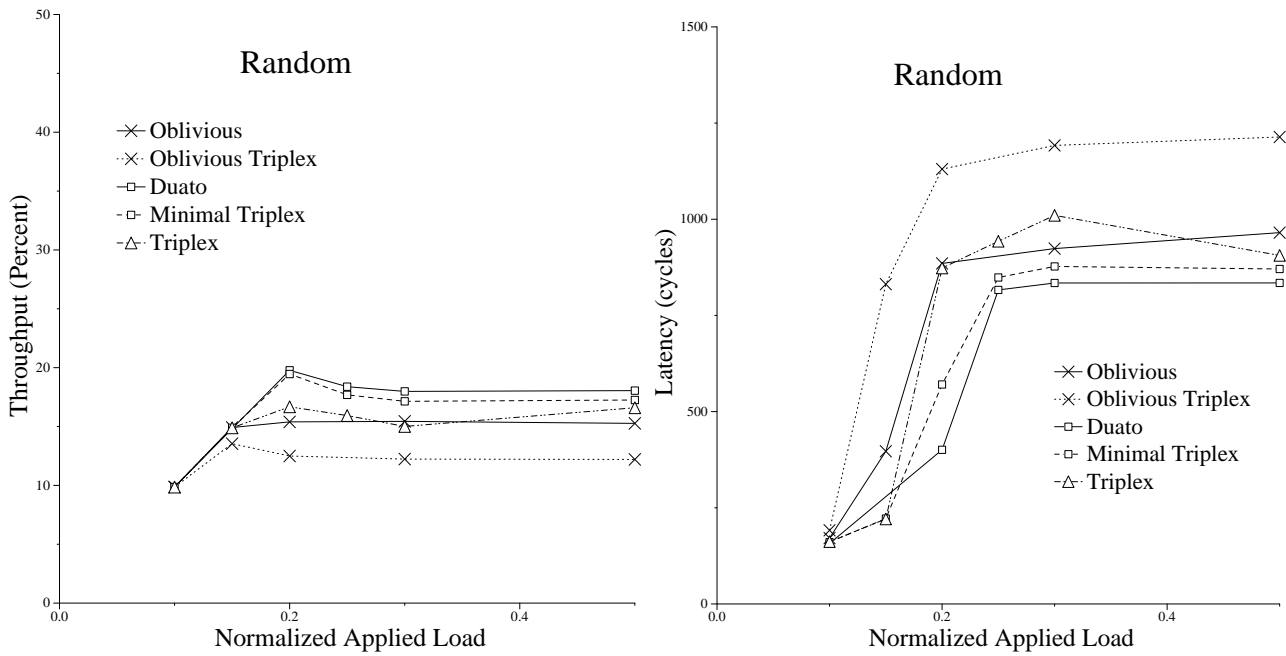 50
40
30
20
10
0
0.0
0.2
0.4
Throughput (Percent)
Normalized Applied Load
Random
Oblivious
Oblivious Triplex
Duato
Minimal Triplex
Triplex
1500
1000
500
0
0.0
0.2
0.4
Latency (cycles)
Normalized Applied Load
Random
Oblivious
Oblivious Triplex
Duato
Minimal Triplex
Triplex